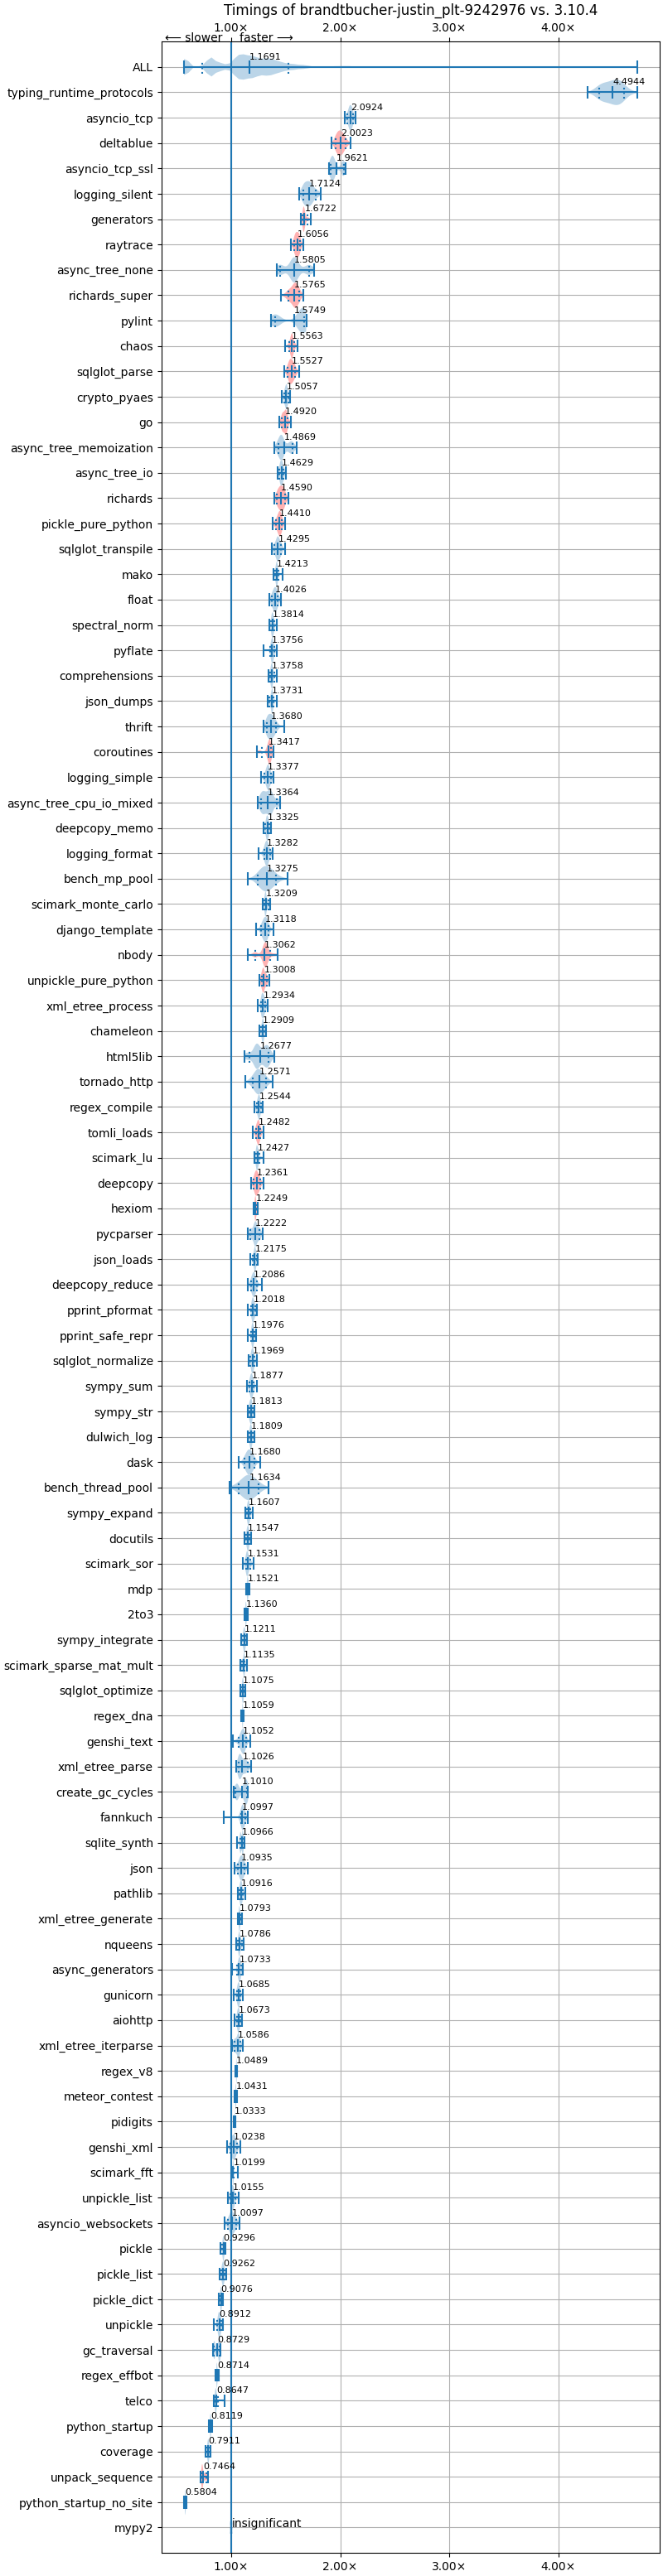 Timings of brandtbucher-justin_plt-9242976 vs. 3.10.4
1.00× 2.00× 3.00× 4.00×
⟵ slower faster ⟶
ALL 1.1691
typing_runtime_protocols 4.4944
asyncio_tcp 2.0924
deltablue 2.0023
asyncio_tcp_ssl 1.9621
logging_silent 1.7124
generators 1.6722
raytrace 1.6056
async_tree_none 1.5805
richards_super 1.5765
pylint 1.5749
chaos 1.5563
sqlglot_parse 1.5527
crypto_pyaes 1.5057
go 1.4920
async_tree_memoization 1.4869
async_tree_io 1.4629
richards 1.4590
pickle_pure_python 1.4410
sqlglot_transpile 1.4295
mako 1.4213
float 1.4026
spectral_norm 1.3814
pyflate 1.3756
comprehensions 1.3758
json_dumps 1.3731
thrift 1.3680
coroutines 1.3417
logging_simple 1.3377
async_tree_cpu_io_mixed 1.3364
deepcopy_memo 1.3325
logging_format 1.3282
bench_mp_pool 1.3275
scimark_monte_carlo 1.3209
django_template 1.3118
nbody 1.3062
unpickle_pure_python 1.3008
xml_etree_process 1.2934
chameleon 1.2909
html5lib 1.2677
tornado_http 1.2571
regex_compile 1.2544
tomli_loads 1.2482
scimark_lu 1.2427
deepcopy 1.2361
hexiom 1.2249
pycparser 1.2222
json_loads 1.2175
deepcopy_reduce 1.2086
pprint_pformat 1.2018
pprint_safe_repr 1.1976
sqlglot_normalize 1.1969
sympy_sum 1.1877
sympy_str 1.1813
dulwich_log 1.1809
dask 1.1680
bench_thread_pool 1.1634
sympy_expand 1.1607
docutils 1.1547
scimark_sor 1.1531
mdp 1.1521
2to3 1.1360
sympy_integrate 1.1211
scimark_sparse_mat_mult 1.1135
sqlglot_optimize 1.1075
regex_dna 1.1059
genshi_text 1.1052
xml_etree_parse 1.1026
create_gc_cycles 1.1010
fannkuch 1.0997
sqlite_synth 1.0966
json 1.0935
pathlib 1.0916
xml_etree_generate 1.0793
nqueens 1.0786
async_generators 1.0733
gunicorn 1.0685
aiohttp 1.0673
xml_etree_iterparse 1.0586
regex_v8 1.0489
meteor_contest 1.0431
pidigits 1.0333
genshi_xml 1.0238
scimark_fft 1.0199
unpickle_list 1.0155
asyncio_websockets 1.0097
pickle 0.9296
pickle_list 0.9262
pickle_dict 0.9076
unpickle 0.8912
gc_traversal 0.8729
regex_effbot 0.8714
telco 0.8647
python_startup 0.8119
coverage 0.7911
unpack_sequence 0.7464
python_startup_no_site 0.5804
mypy2 insignificant
1.00× 2.00× 3.00× 4.00×